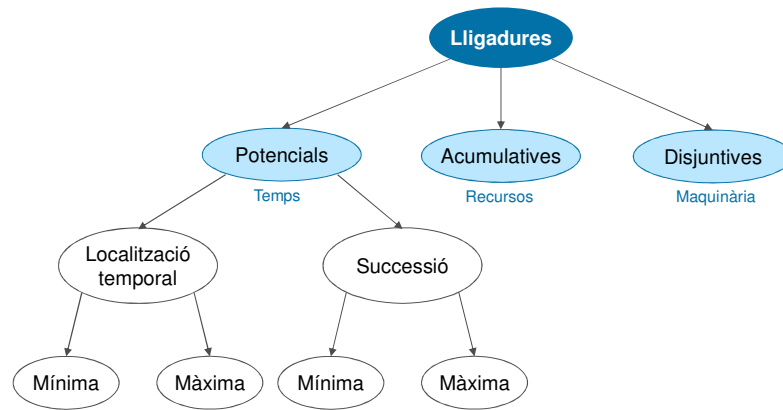 Lligadures
Potencials
Acumulatives
Disjuntives
Temps
Recursos
Maquinària
Localització
temporal
Successió
Mínima
Màxima
Mínima
Màxima